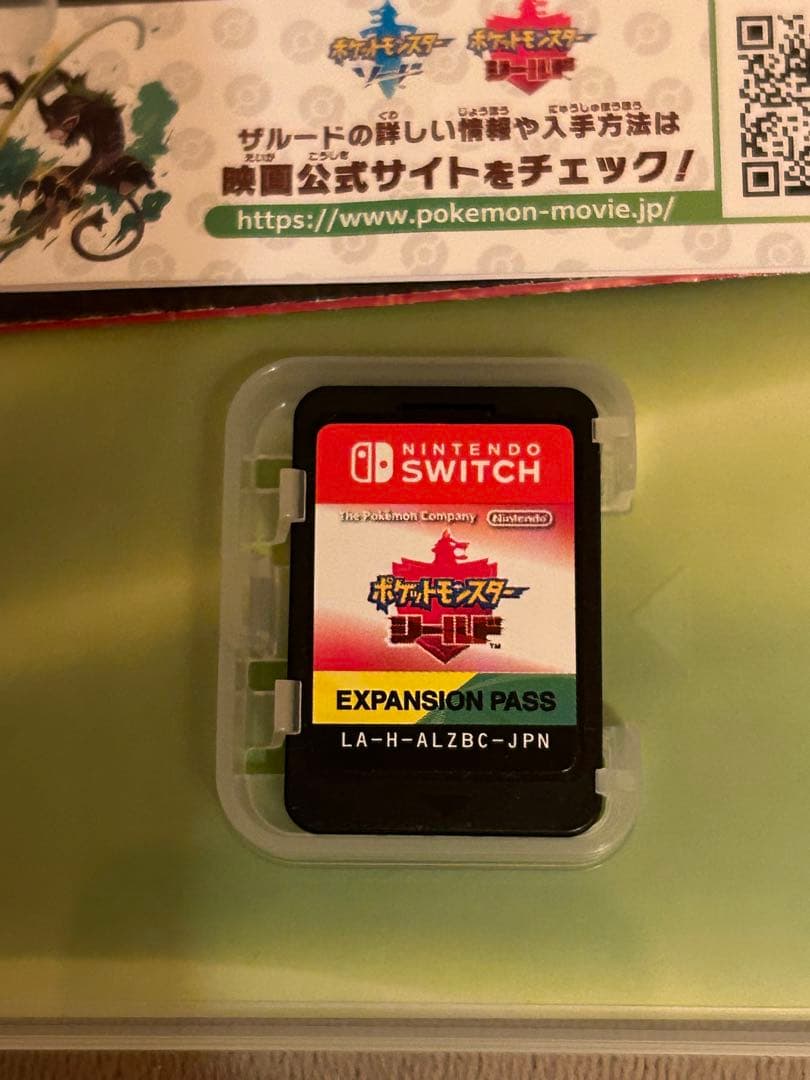 ポケットモンスター ソード
ポケットモンスター シールド
ザルードの詳しい情報や入手方法は
映画公式サイトをチェック!
https://www.pokemon-movie.jp/
NINTENDO
SWITCH
The Pokémon Company Nintendo
ポケットモンスター
シールド™
EXPANSION PASS
LA-H-ALZBC-JPN